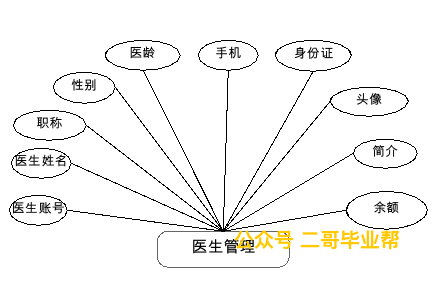 医龄
手机
身份证
性别
头像
职称
简介
医生姓名
医生账号
余额
医生管理
公众号 二哥毕业帮